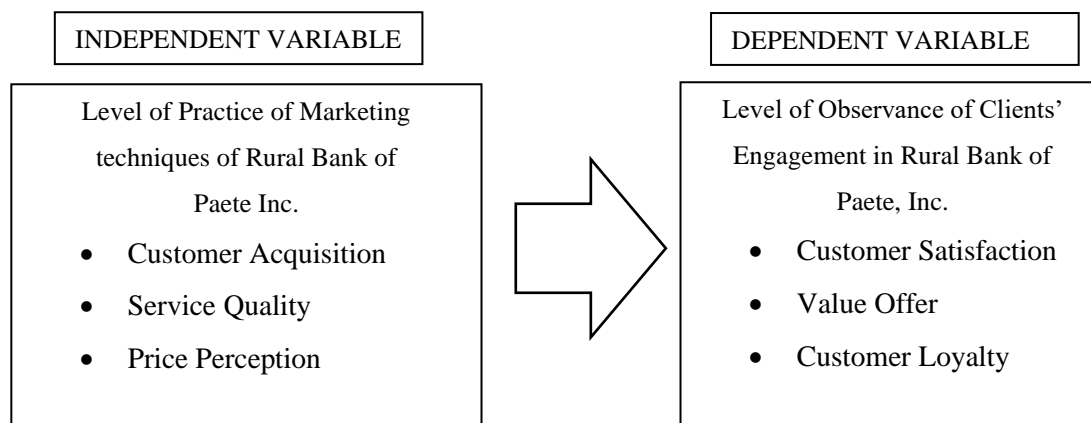 INDEPENDENT VARIABLE
Level of Practice of Marketing
techniques of Rural Bank of
Paete Inc.
• Customer Acquisition
• Service Quality
• Price Perception
DEPENDENT VARIABLE
Level of Observance of Clients’
Engagement in Rural Bank of
Paete, Inc.
• Customer Satisfaction
• Value Offer
• Customer Loyalty